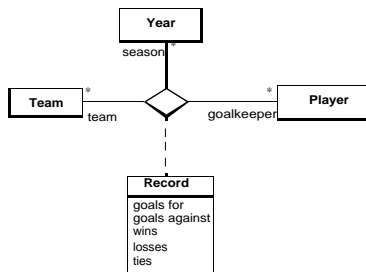 Year
season *
* *
Team Player
team goalkeeper
Record
goals for
goals against
wins
losses
ties